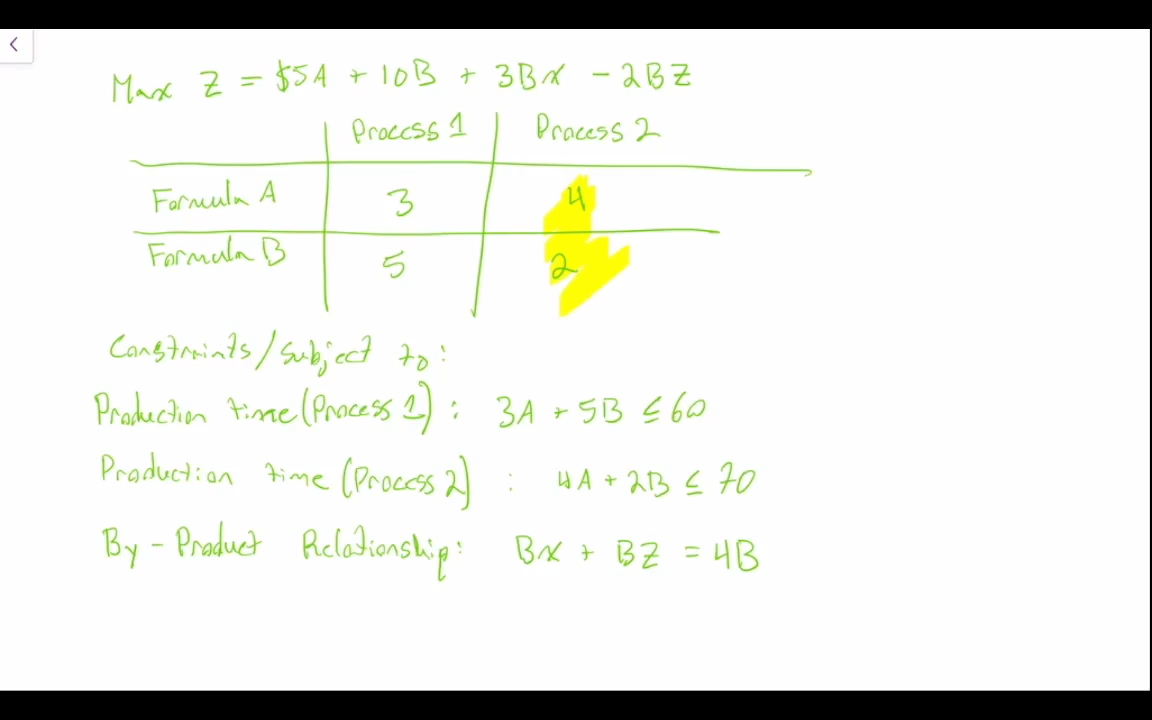 Max Z = $5A + 10B + 3BX - 2BZ
Process 1 Process 2
Formula A 3 4
Formula B 5 2
Constraints/Subject to:
Production time (Process 1) : 3A + 5B ≤ 60
Production time (Process 2) : 4A + 2B ≤ 70
By - Product Relationship: BX + BZ = 4B